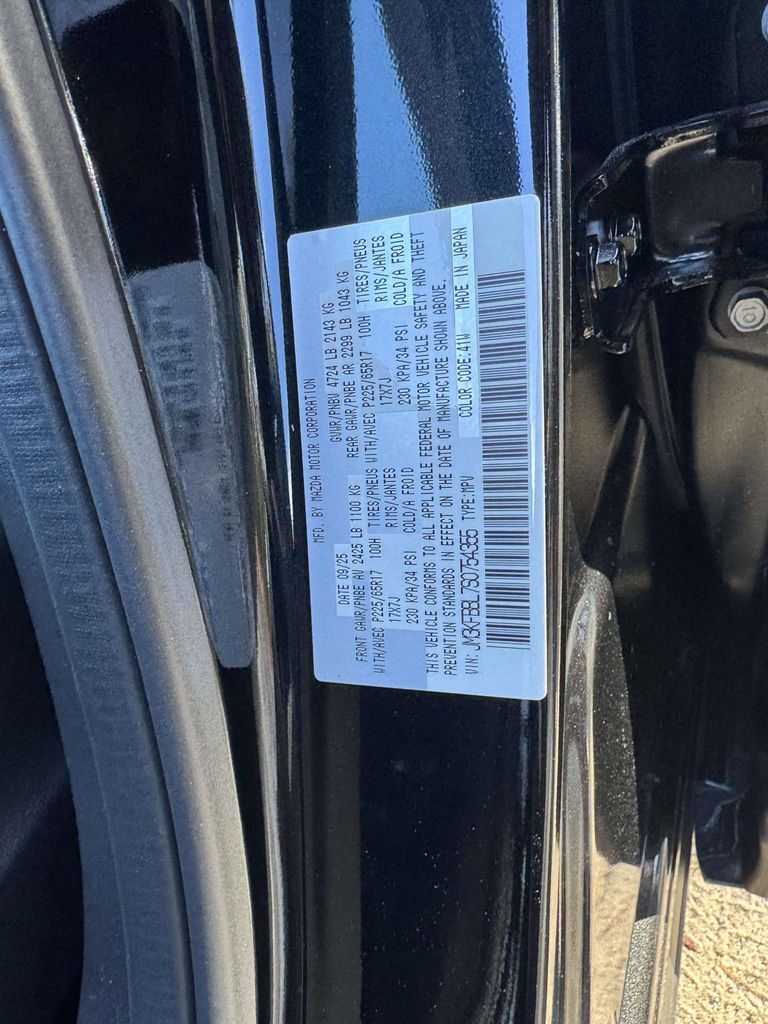 MFD. BY MAZDA MOTOR CORPORATION
DATE 09/25 GVWR/PNBV 4724 LB 2143 KG
FRONT GAWR/PNBE AV 2425 LB 1100 KG REAR GAWR/PNBE AR 2299 LB 1043 KG
WITH/AVEC P225/65R17 100H TIRES/PNEUS WITH/AVEC P225/65R17 100H TIRES/PNEUS
17X7J RIMS/JANTES 17X7J RIMS/JANTES
230 KPA/34 PSI COLD/A FROID 230 KPA/34 PSI COLD/A FROID
THIS VEHICLE CONFORMS TO ALL APPLICABLE FEDERAL MOTOR VEHICLE SAFETY AND THEFT
PREVENTION STANDARDS IN EFFECT ON THE DATE OF MANUFACTURE SHOWN ABOVE.
VIN: JM3KFBBL7S0754355 TYPE:MPV COLOR CODE:41W MADE IN JAPAN